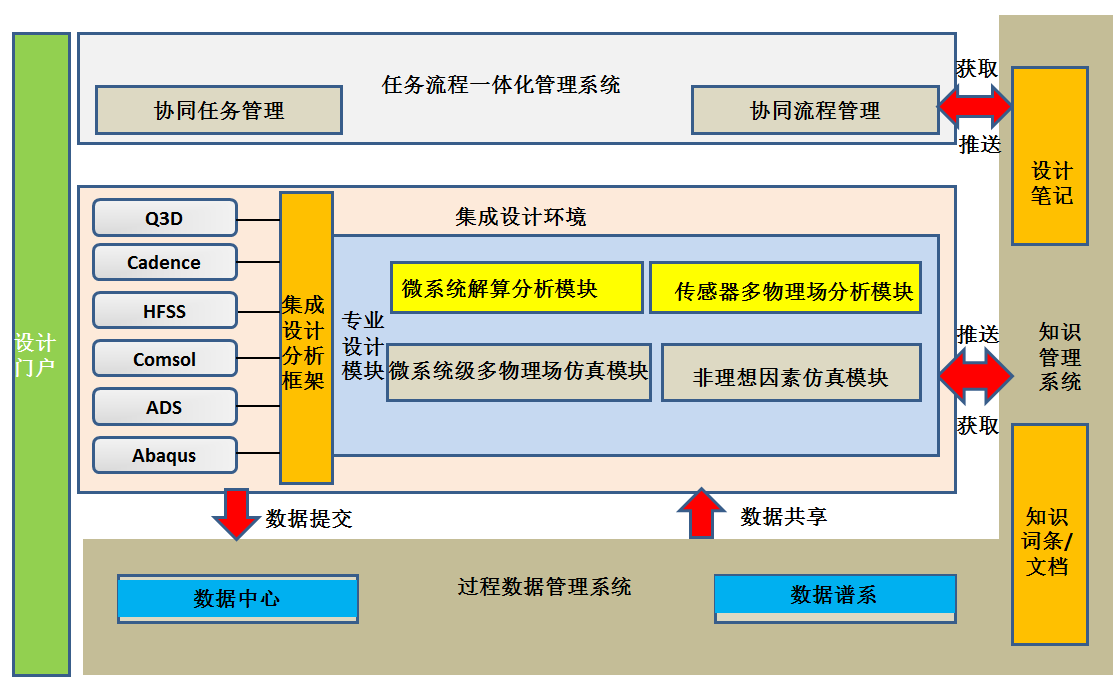 任务流程一体化管理系统
协同任务管理
协同流程管理
获取
推送
设计
笔记
设计
门户
集成设计环境
Q3D
Cadence
HFSS
Comsol
ADS
Abaqus
集成
设计
分析
框架
专业
设计
模块
微系统解算分析模块
传感器多物理场分析模块
微系统级多物理场仿真模块
非理想因素仿真模块
推送
获取
知识
管理
系统
数据提交
数据共享
知识
词条/
文档
过程数据管理系统
数据中心
数据谱系